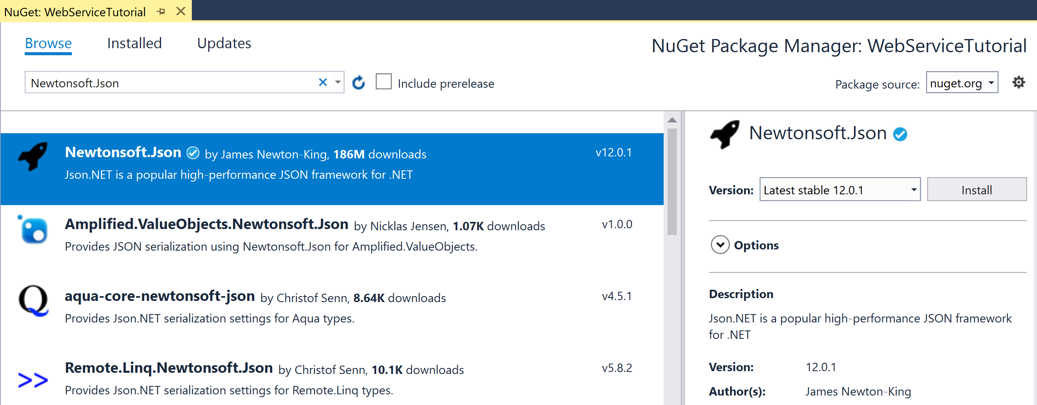 NuGet: WebServiceTutorial
Browse Installed Updates
NuGet Package Manager: WebServiceTutorial
Newtonsoft.Json
Include prerelease
Package source: nuget.org
Newtonsoft.Json by James Newton-King, 186M downloads v12.0.1
Json.NET is a popular high-performance JSON framework for .NET
Amplified.ValueObjects.Newtonsoft.Json by Nicklas Jensen, 1.07K downloads v1.0.0
Provides JSON serialization using Newtonsoft.Json for Amplified.ValueObjects.
aqua-core-newtonsoft-json by Christof Senn, 8.64K downloads v4.5.1
Provides Json.NET serialization settings for Aqua types.
Remote.Linq.Newtonsoft.Json by Christof Senn, 10.1K downloads v5.8.2
Provides Json.NET serialization settings for Remote.Linq types.
Newtonsoft.Json
Version: Latest stable 12.0.1 Install
Options
Description
Json.NET is a popular high-performance JSON framework
for .NET
Version: 12.0.1
Author(s): James Newton-King